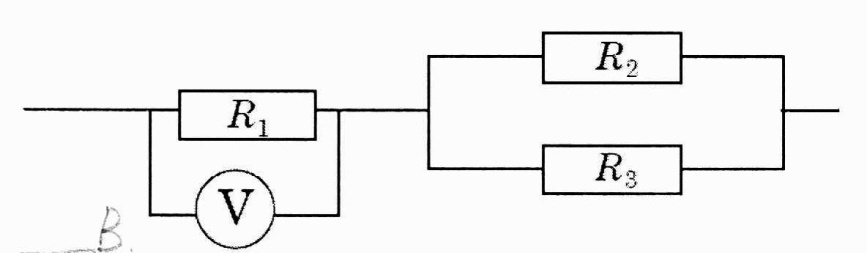 R₂
R₁
R₃
V
B.